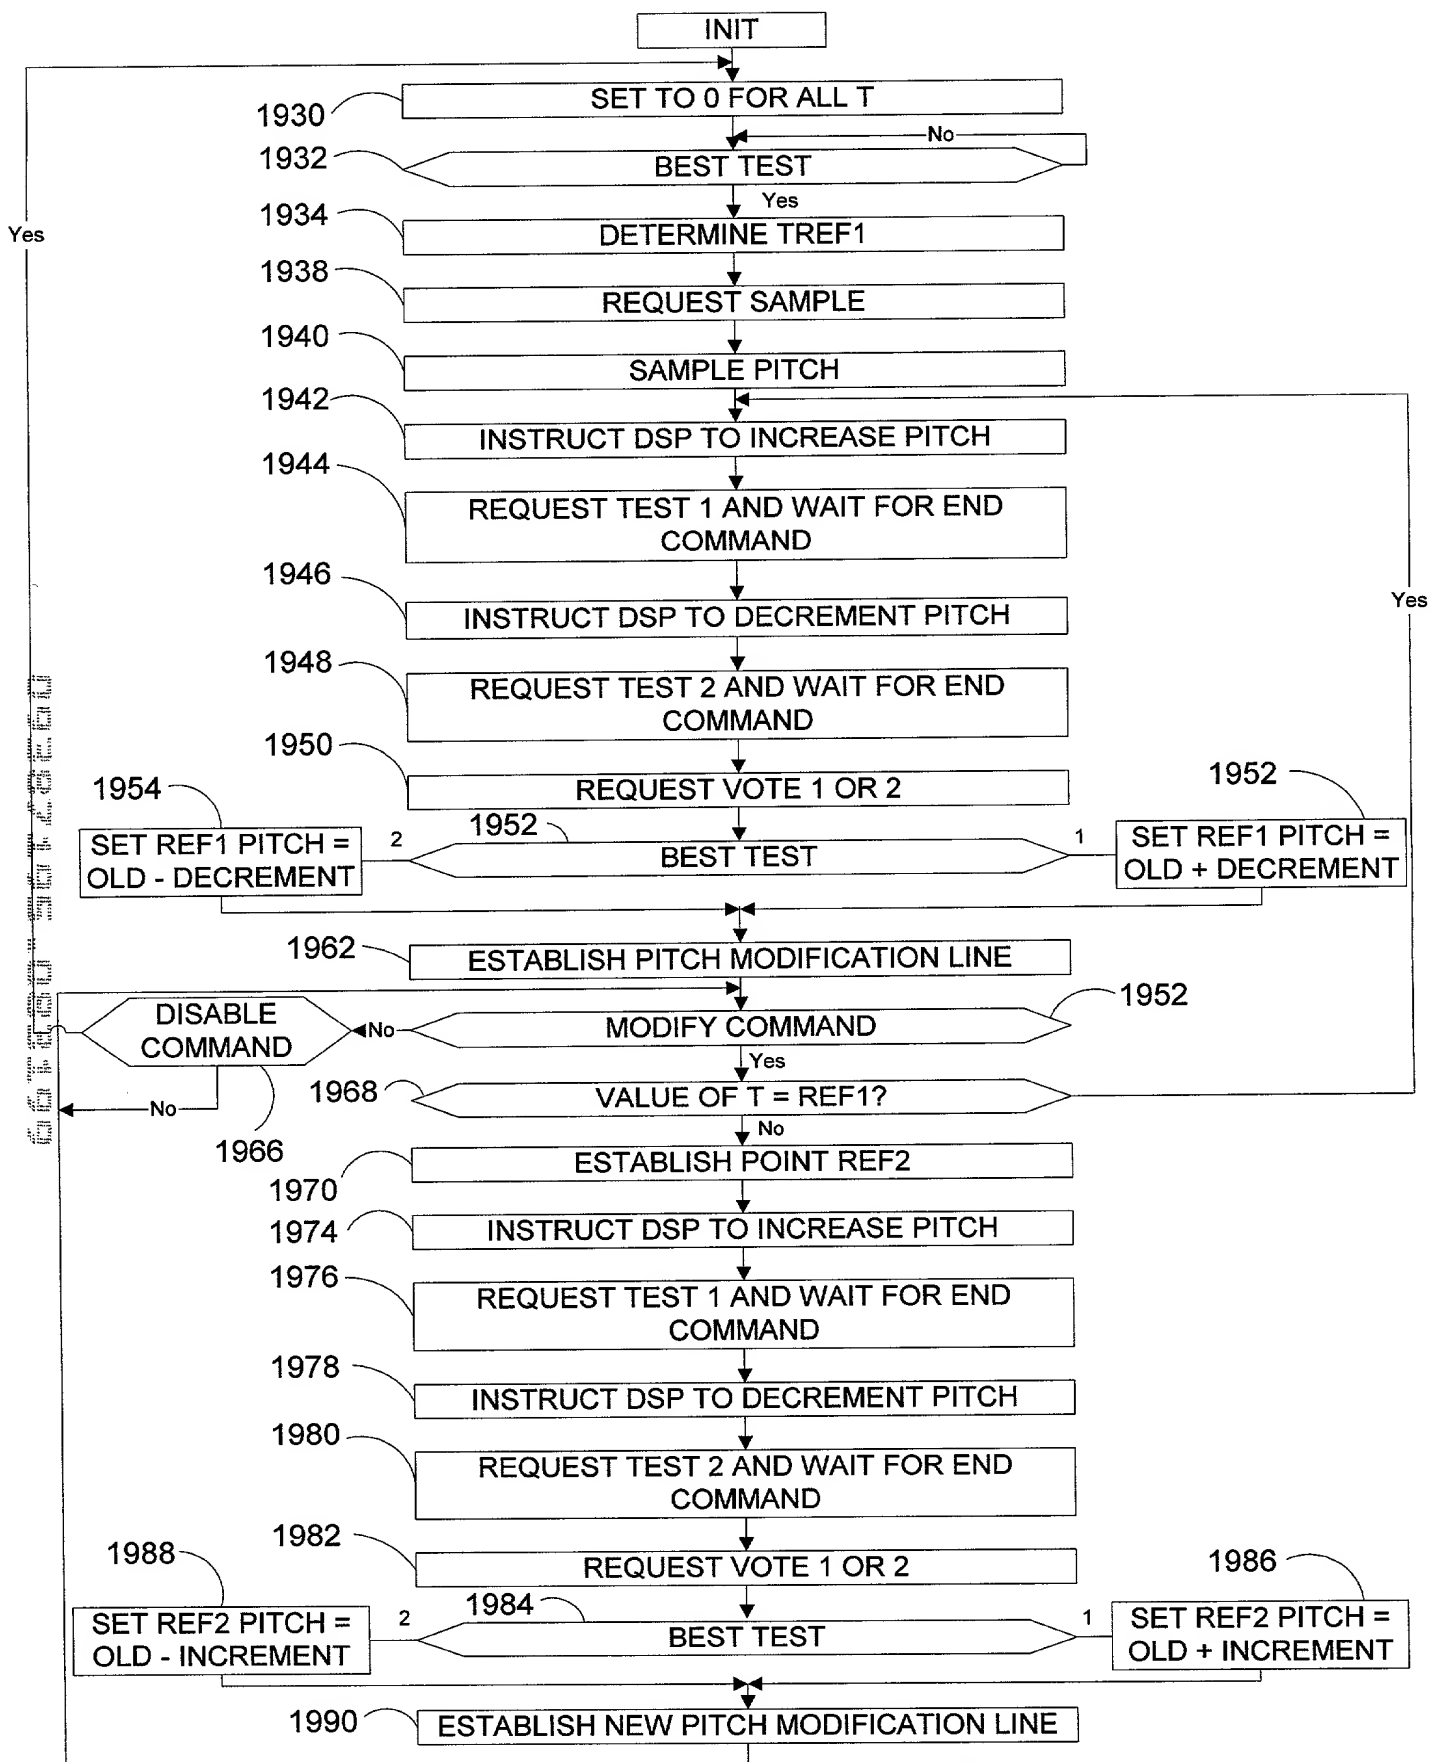 INIT
1930
SET TO 0 FOR ALL T
No
1932
BEST TEST
Yes
1934
DETERMINE TREF1
Yes
1938
REQUEST SAMPLE
1940
SAMPLE PITCH
1942
INSTRUCT DSP TO INCREASE PITCH
1944
REQUEST TEST 1 AND WAIT FOR END
COMMAND
1946
INSTRUCT DSP TO DECREMENT PITCH
Yes
1948
REQUEST TEST 2 AND WAIT FOR END
COMMAND
1950
REQUEST VOTE 1 OR 2
1954
1952
1952
SET REF1 PITCH =
OLD - DECREMENT
2
BEST TEST
1
SET REF1 PITCH =
OLD + DECREMENT
1962
ESTABLISH PITCH MODIFICATION LINE
1952
DISABLE
COMMAND
No
MODIFY COMMAND
Yes
1968
VALUE OF T = REF1?
No
1966
No
1970
ESTABLISH POINT REF2
1974
INSTRUCT DSP TO INCREASE PITCH
1976
REQUEST TEST 1 AND WAIT FOR END
COMMAND
1978
INSTRUCT DSP TO DECREMENT PITCH
1980
REQUEST TEST 2 AND WAIT FOR END
COMMAND
1982
REQUEST VOTE 1 OR 2
1988
1984
1986
SET REF2 PITCH =
OLD - INCREMENT
2
BEST TEST
1
SET REF2 PITCH =
OLD + INCREMENT
1990
ESTABLISH NEW PITCH MODIFICATION LINE